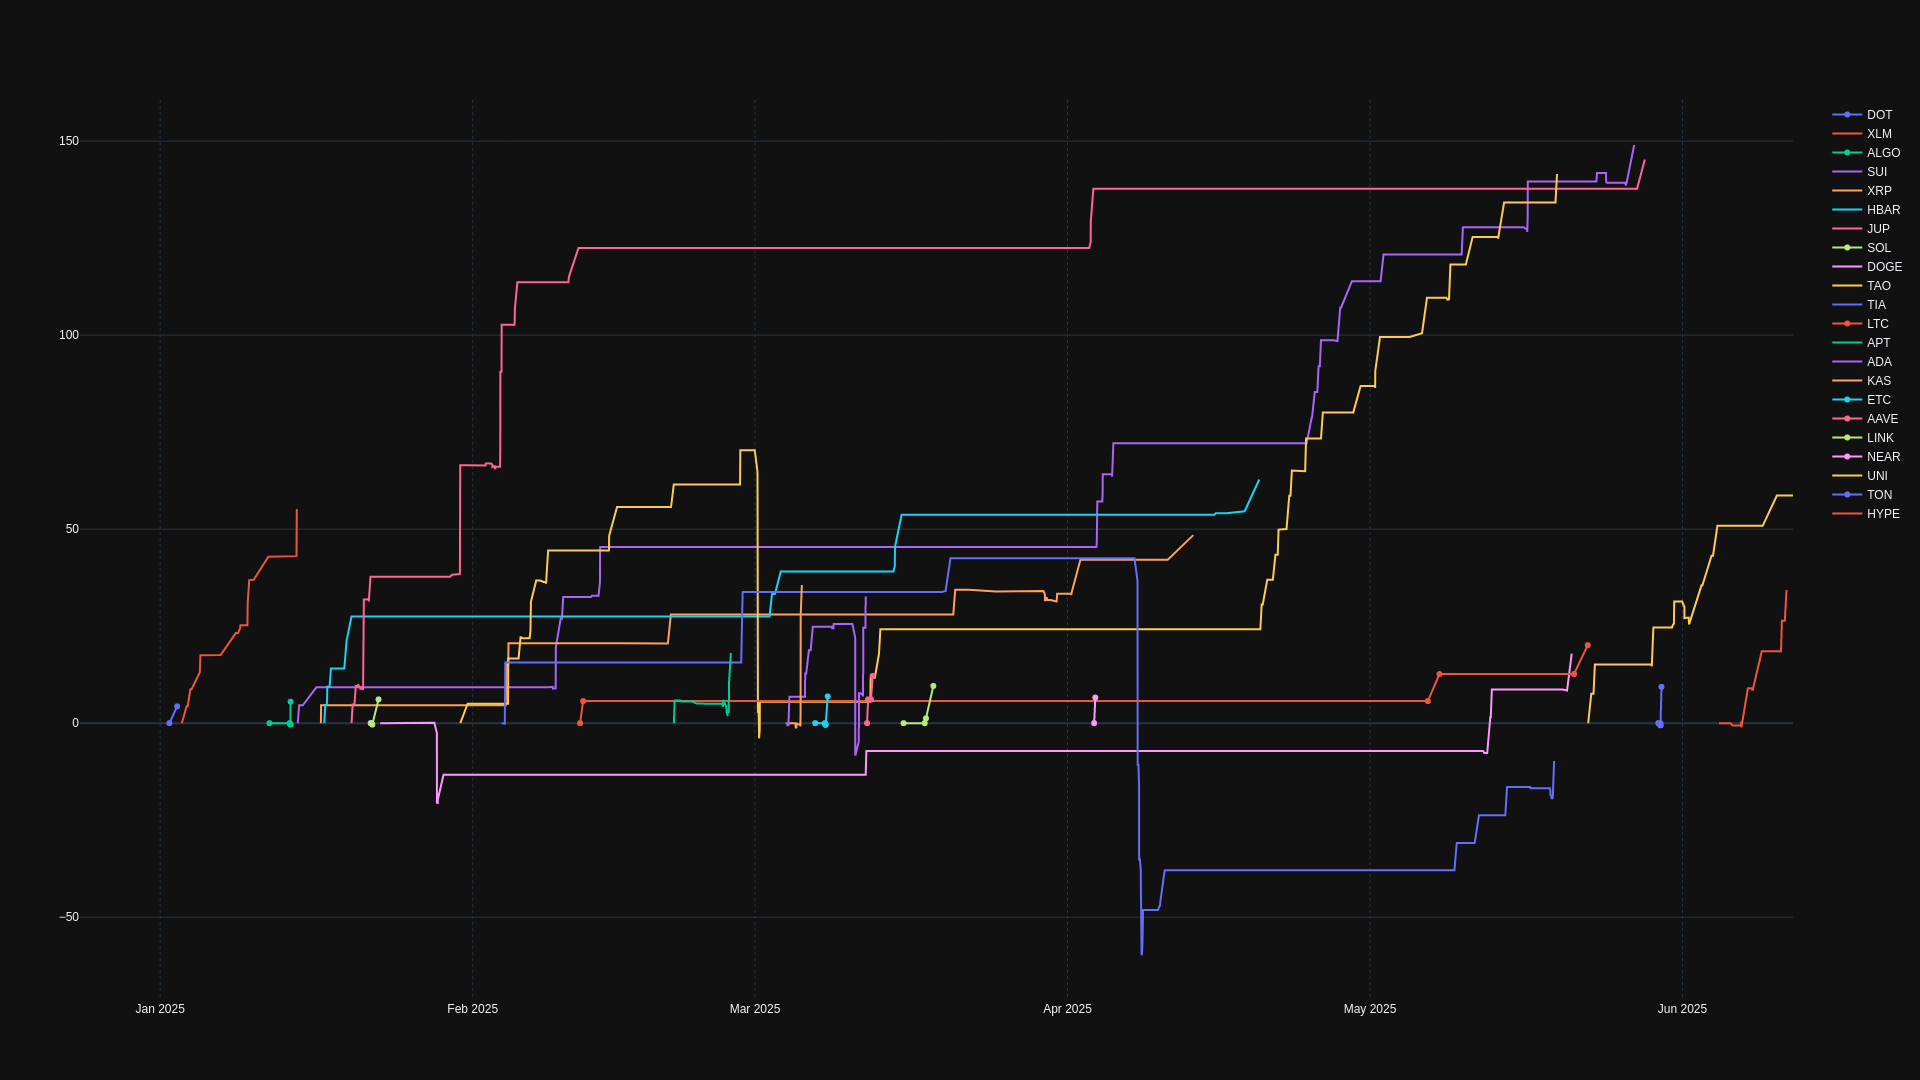 150
100
50
0
−50
Jan 2025
Feb 2025
Mar 2025
Apr 2025
May 2025
Jun 2025
DOT
XLM
ALGO
SUI
XRP
HBAR
JUP
SOL
DOGE
TAO
TIA
LTC
APT
ADA
KAS
ETC
AAVE
LINK
NEAR
UNI
TON
HYPE